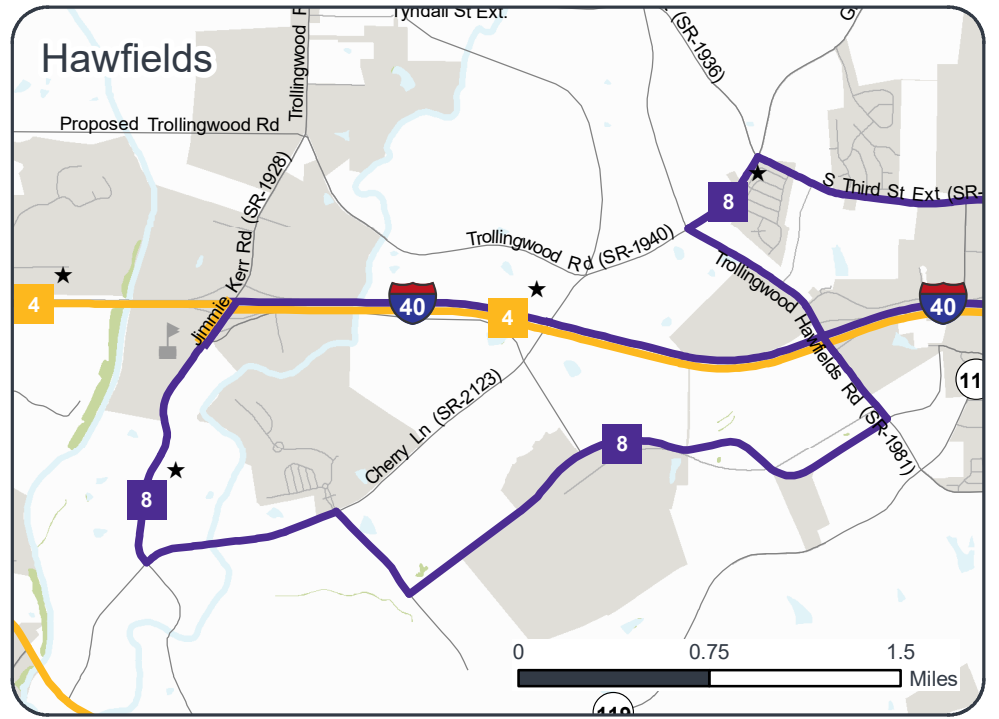 Tyndall St Ext.
(SR-1936)
G
Hawfields
Trollingwood R
Proposed Trollingwood Rd
Jimmie Kerr Rd (SR-1928)
S Third St Ext (SR-
8
Trollingwood Rd (SR-1940)
Trollingwood Hawfields Rd (SR-1981)
4
40
4
40
11
Cherry Ln (SR-2123)
8
8
0 0.75 1.5
Miles
119